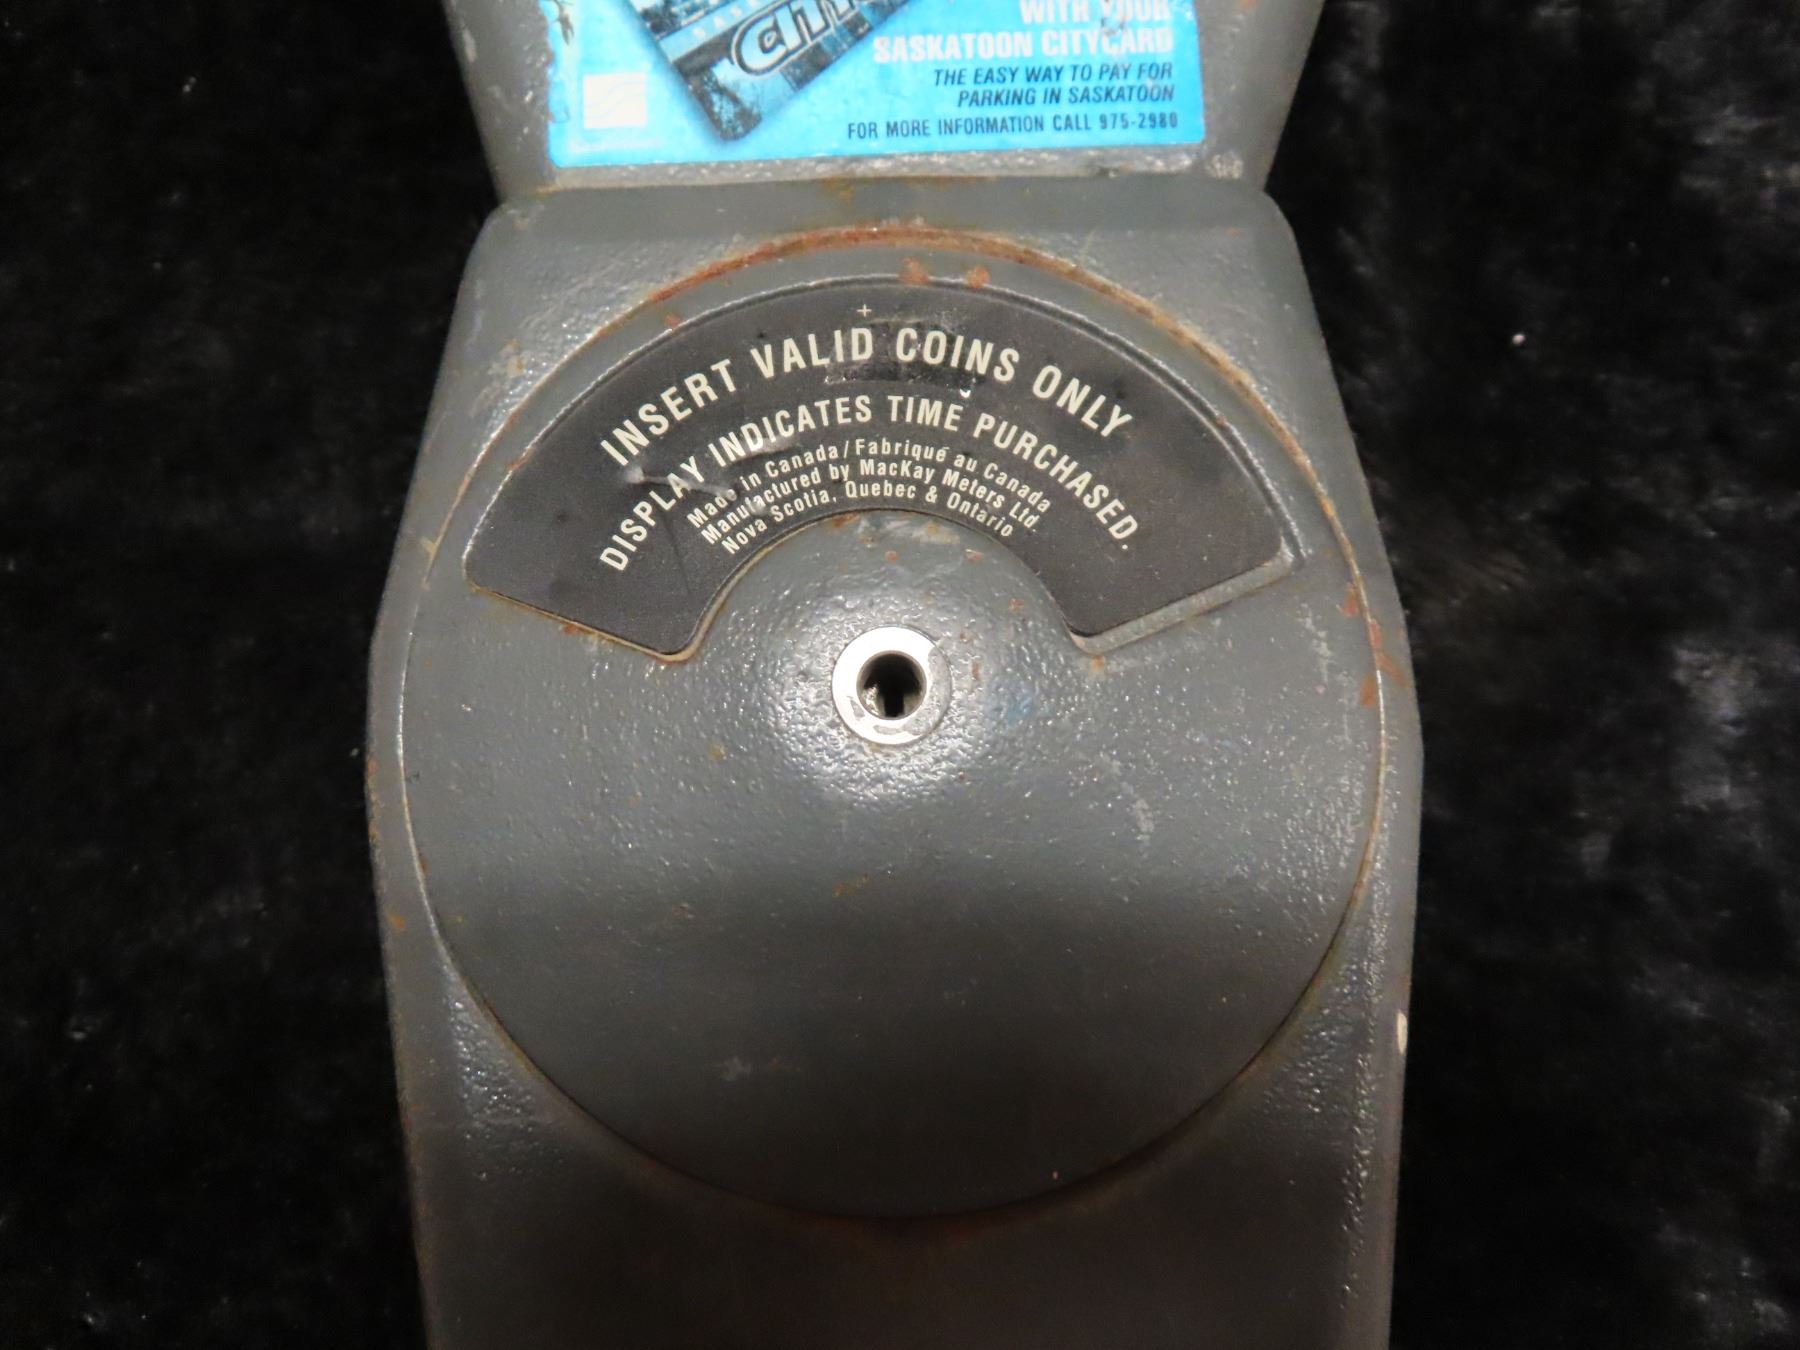 WITH YOUR
SASKATOON CITYCARD
THE EASY WAY TO PAY FOR
PARKING IN SASKATOON
FOR MORE INFORMATION CALL 975-2980
INSERT VALID COINS ONLY
DISPLAY INDICATES TIME PURCHASED.
Made in Canada/Fabriqué au Canada
Manufactured by MacKay Meters Ltd.
Nova Scotia, Quebec & Ontario